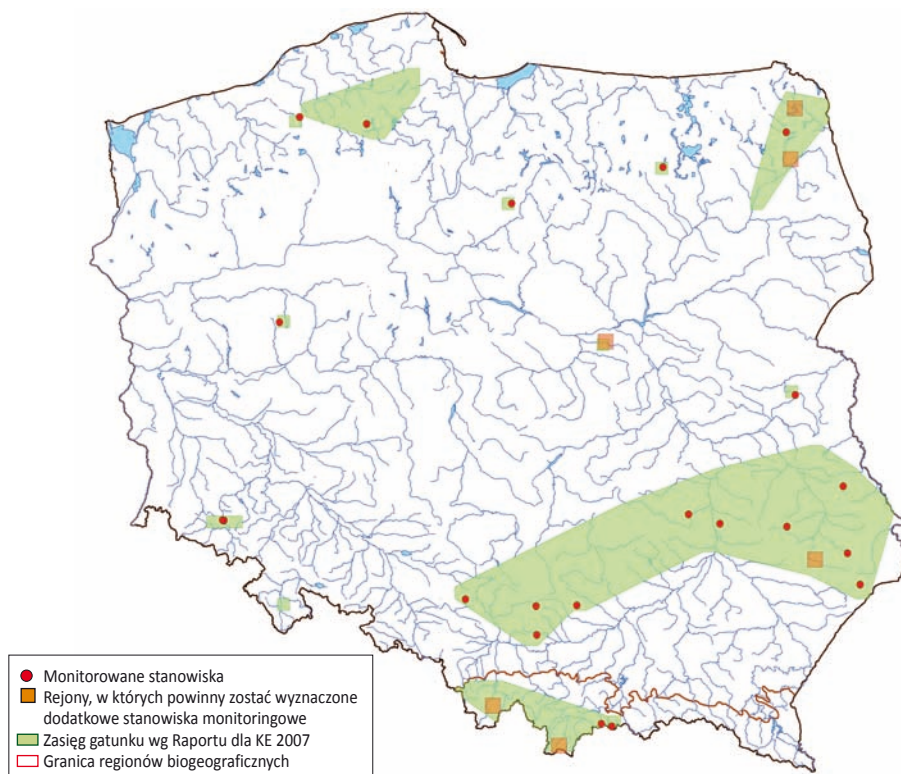 Monitorowane stanowiska
Rejony, w których powinny zostać wyznaczone
dodatkowe stanowiska monitoringowe
Zasięg gatunku wg Raportu dla KE 2007
Granica regionów biogeograficznych